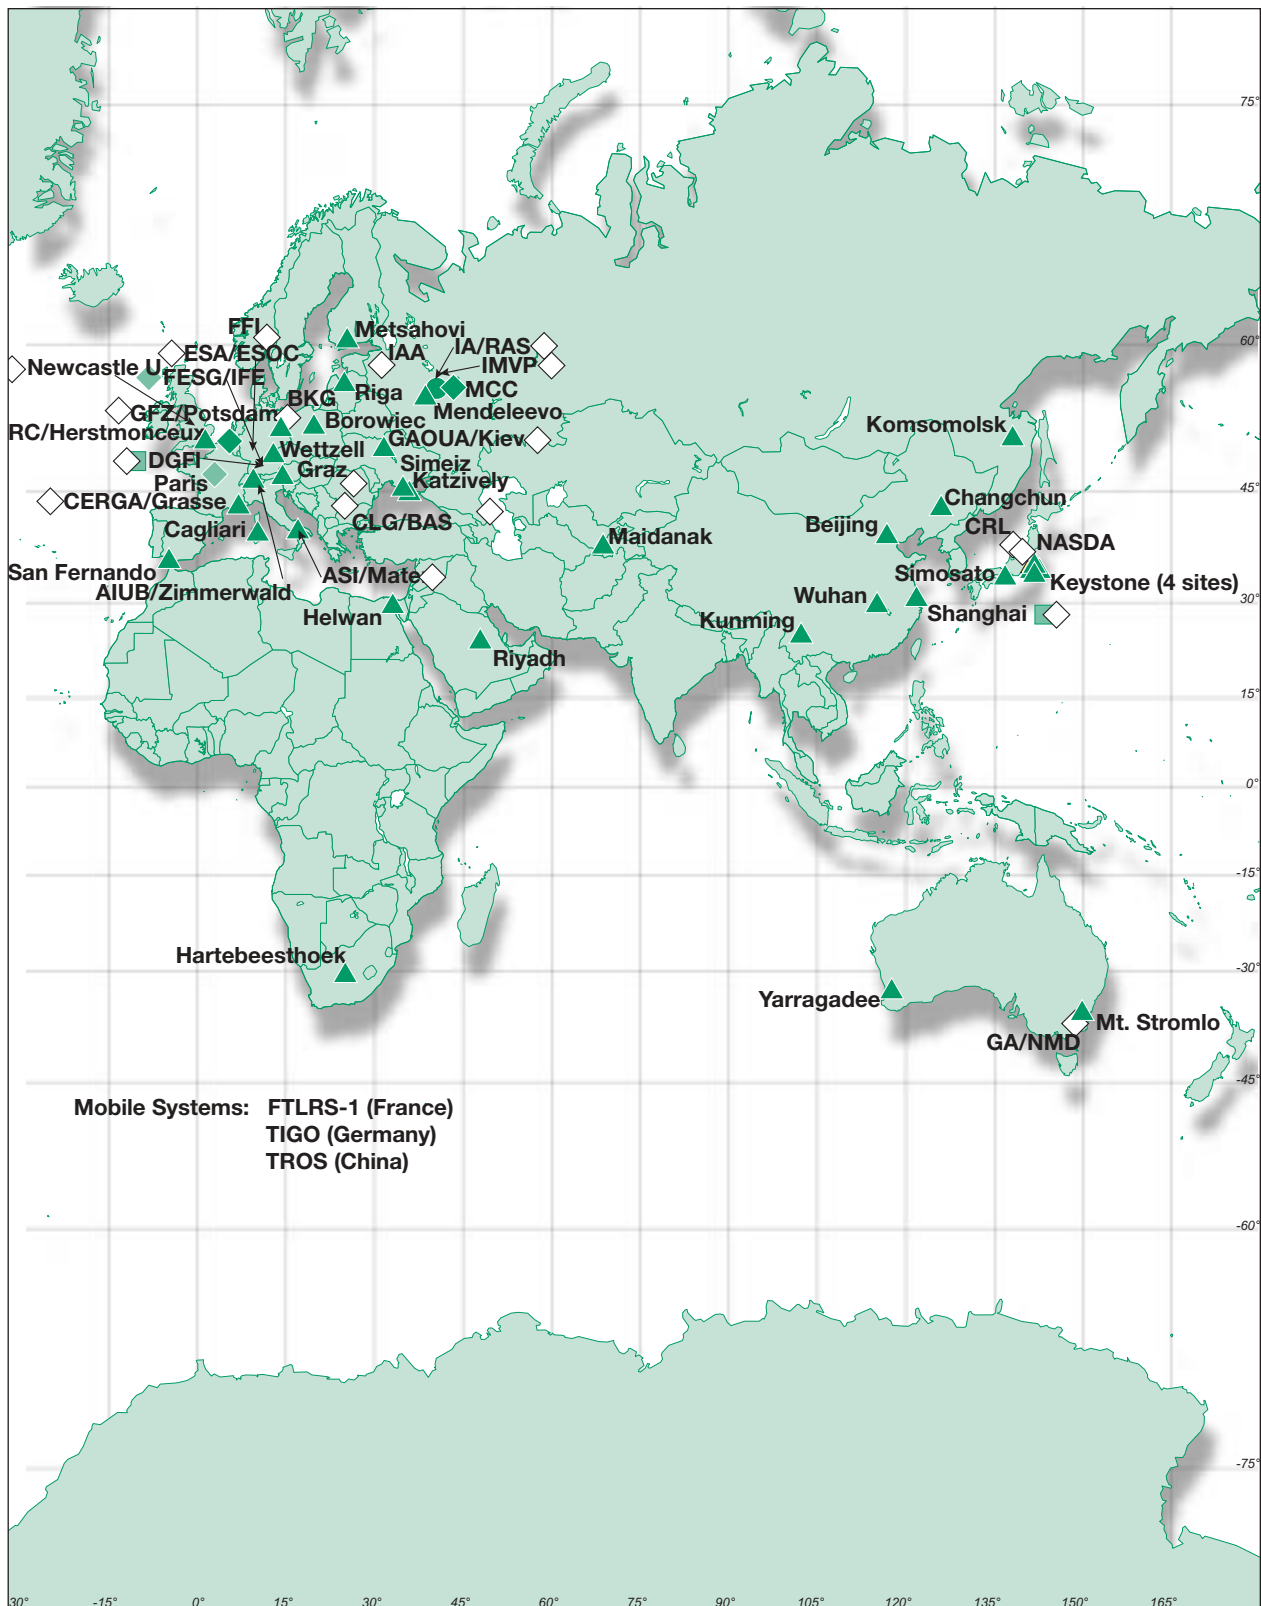 75°
FFI
Metsahovi
60°
ESA/ESOC
IAA
IA/RAS
Newcastle U.
FESG/IFE
IMVP
BKG
Riga
MCC
GFZ/Potsdam
Mendeleevo
Borowiec
Komsomolsk
RC/Herstmonceux
GAOUA/Kiev
Wettzell
DGFI
Simeiz
Graz
Paris
Katzively
45°
CERGA/Grasse
Changchun
CLG/BAS
Beijing
CRL
Cagliari
Maidanak
NASDA
San Fernando
ASI/Mate
Simosato
Keystone (4 sites)
AIUB/Zimmerwald
Wuhan
30°
Helwan
Kunming
Shanghai
Riyadh
15°
0°
-15°
Hartebeesthoek
-30°
Yarragadee
Mt. Stromlo
GA/NMD
-45°
Mobile Systems: FTLRS-1 (France)
TIGO (Germany)
TROS (China)
-60°
-75°
30° -15° 0° 15° 30° 45° 60° 75° 90° 105° 120° 135° 150° 165°